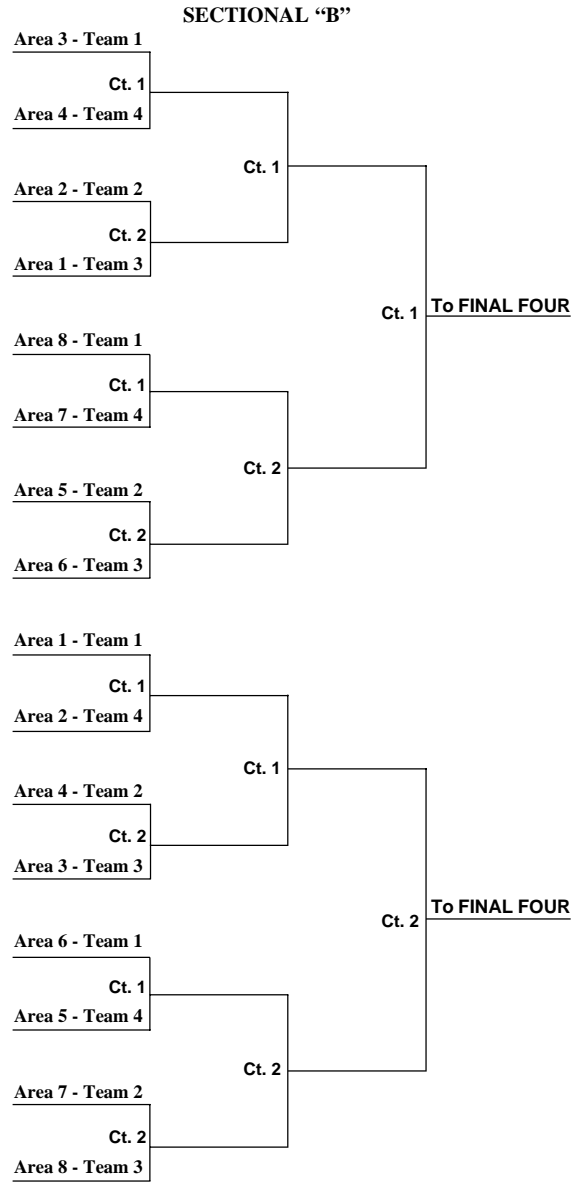 SECTIONAL “B”
Area 3 - Team 1
Ct. 1
Area 4 - Team 4
Ct. 1
Area 2 - Team 2
Ct. 2
Area 1 - Team 3
Ct. 1
To FINAL FOUR
Area 8 - Team 1
Ct. 1
Area 7 - Team 4
Ct. 2
Area 5 - Team 2
Ct. 2
Area 6 - Team 3
Area 1 - Team 1
Ct. 1
Area 2 - Team 4
Ct. 1
Area 4 - Team 2
Ct. 2
Area 3 - Team 3
Ct. 2
To FINAL FOUR
Area 6 - Team 1
Ct. 1
Area 5 - Team 4
Ct. 2
Area 7 - Team 2
Ct. 2
Area 8 - Team 3